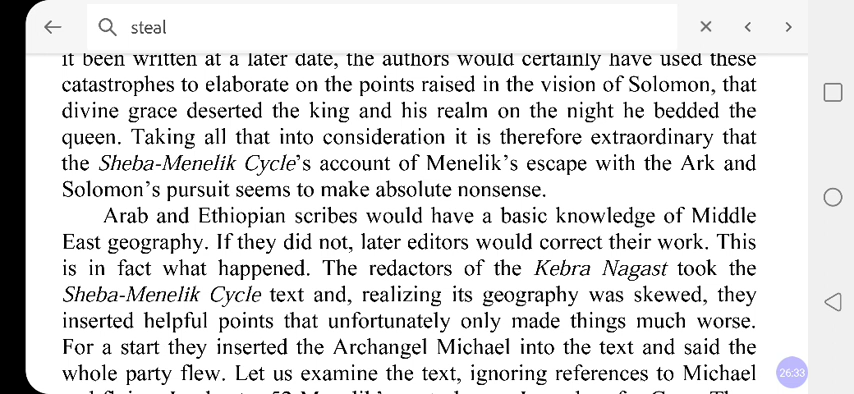 steal
it been written at a later date, the authors would certainly have used these
catastrophes to elaborate on the points raised in the vision of Solomon, that
divine grace deserted the king and his realm on the night he bedded the
queen. Taking all that into consideration it is therefore extraordinary that
the Sheba-Menelik Cycle's account of Menelik's escape with the Ark and
Solomon's pursuit seems to make absolute nonsense.
Arab and Ethiopian scribes would have a basic knowledge of Middle
East geography. If they did not, later editors would correct their work. This
is in fact what happened. The redactors of the Kebra Nagast took the
Sheba-Menelik Cycle text and, realizing its geography was skewed, they
inserted helpful points that unfortunately only made things much worse.
For a start they inserted the Archangel Michael into the text and said the
whole party flew. Let us examine the text, ignoring references to Michael
26:33